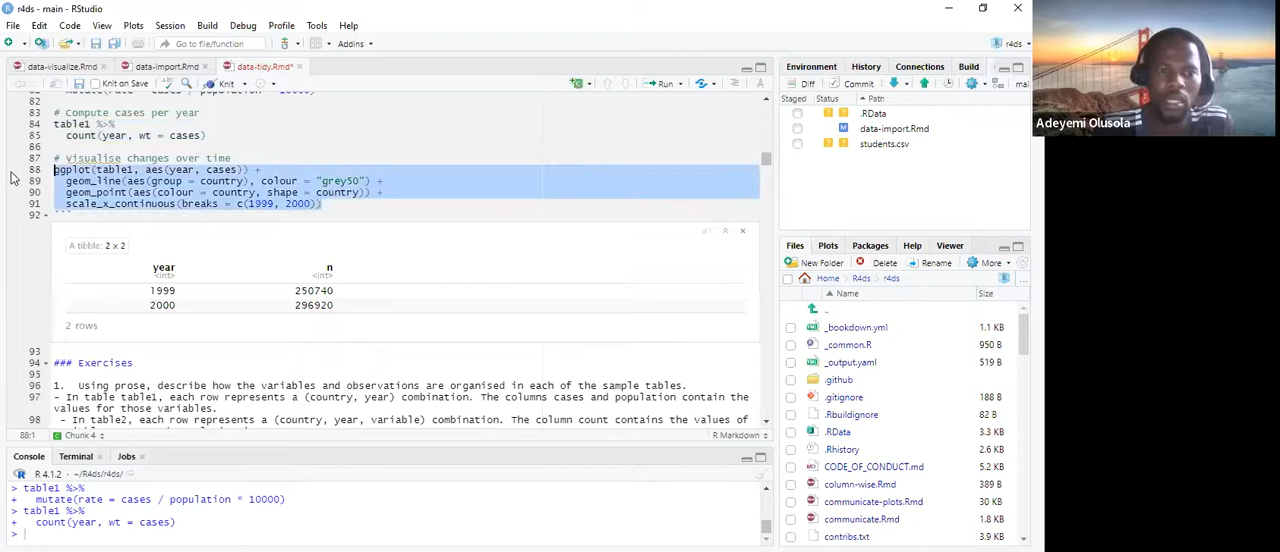 r4ds - main - RStudio
File Edit Code View Plots Session Build Debug Profile Tools Help
Go to file/function Addins r4ds
data-visualize.Rmd data-import.Rmd data-tidy.Rmd*
Knit on Save Knit Run
82
83 # Compute cases per year
84 table1 %>%
85 count(year, wt = cases)
86
87 # Visualise changes over time
88 ggplot(table1, aes(year, cases)) +
89 geom_line(aes(group = country), colour = "grey50") +
90 geom_point(aes(colour = country, shape = country)) +
91 scale_x_continuous(breaks = c(1999, 2000))
92 ```
A tibble: 2 x 2
year n
<int> <int>
1999 250740
2000 296920
2 rows
93
94 ### Exercises
95
96 1. Using prose, describe how the variables and observations are organised in each of the sample tables.
97 - In table table1, each row represents a (country, year) combination. The columns cases and population contain the
values for those variables.
98 - In table2, each row represents a (country, year, variable) combination. The column count contains the values of
88:1 Chunk 4 R Markdown
Console Terminal Jobs
R 4.1.2 · ~/R4ds/r4ds/
> table1 %>%
+ mutate(rate = cases / population * 10000)
> table1 %>%
+ count(year, wt = cases)
>
Environment History Connections Build
Diff Commit mai
Staged Status Path
.RData
data-import.Rmd
students.csv
Files Plots Packages Help Viewer
New Folder Delete Rename More
Home R4ds r4ds
Name Size
..
_bookdown.yml 1.1 KB
_common.R 950 B
_output.yaml 519 B
.github
.gitignore 188 B
.Rbuildignore 82 B
.RData 3.3 KB
.Rhistory 2.6 KB
CODE_OF_CONDUCT.md 5.2 KB
column-wise.Rmd 389 B
communicate-plots.Rmd 30 KB
communicate.Rmd 1.8 KB
contribs.txt 3.9 KB
Adeyemi Olusola